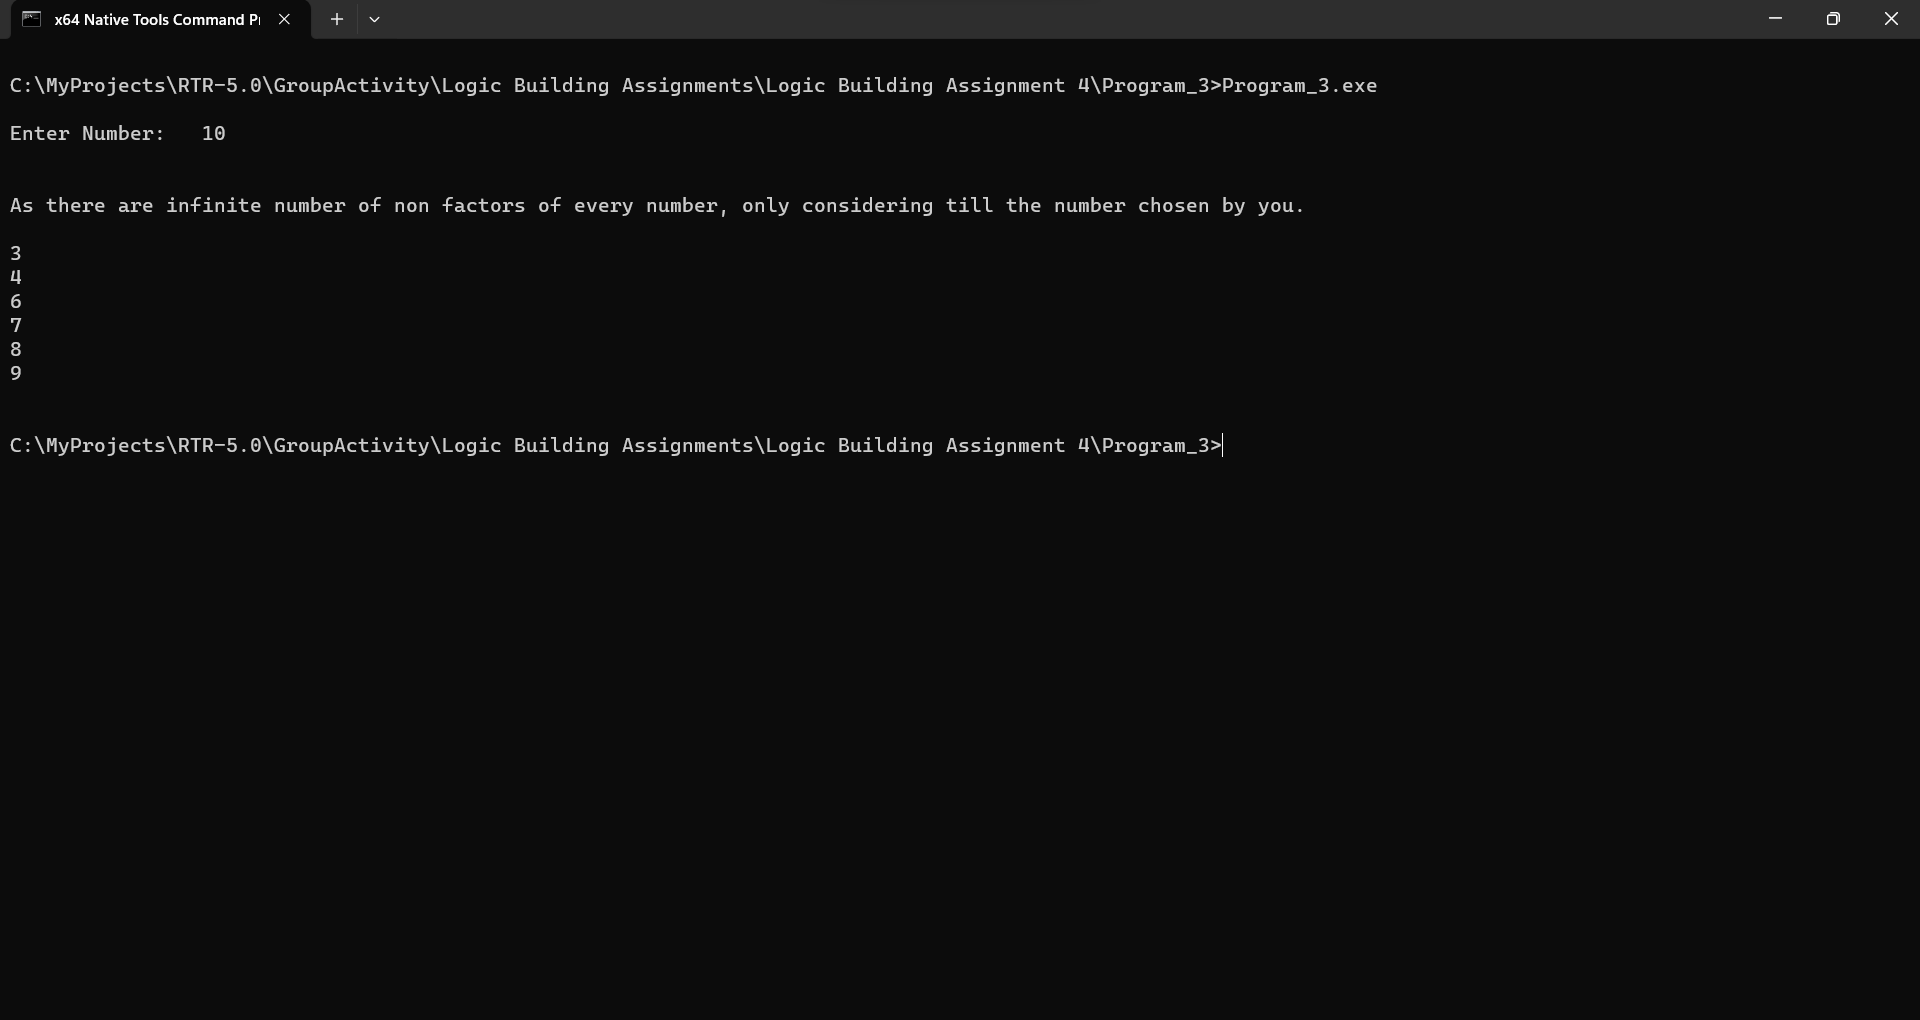 x64 Native Tools Command P
C:\MyProjects\RTR-5.0\GroupActivity\Logic Building Assignments\Logic Building Assignment 4\Program_3>Program_3.exe
Enter Number:   10
As there are infinite number of non factors of every number, only considering till the number chosen by you.
3
4
6
7
8
9
C:\MyProjects\RTR-5.0\GroupActivity\Logic Building Assignments\Logic Building Assignment 4\Program_3>